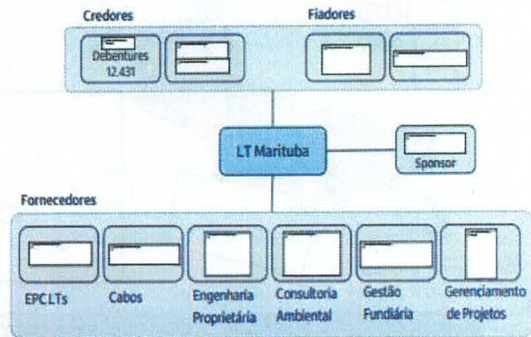 Credores
Fiadores
Debêntures
12.431
LT Marituba
Sponsor
Fornecedores
EPC LTs
Cabos
Engenharia
Proprietária
Consultoria
Ambiental
Gestão
Fundiária
Gerenciamento
de Projetos